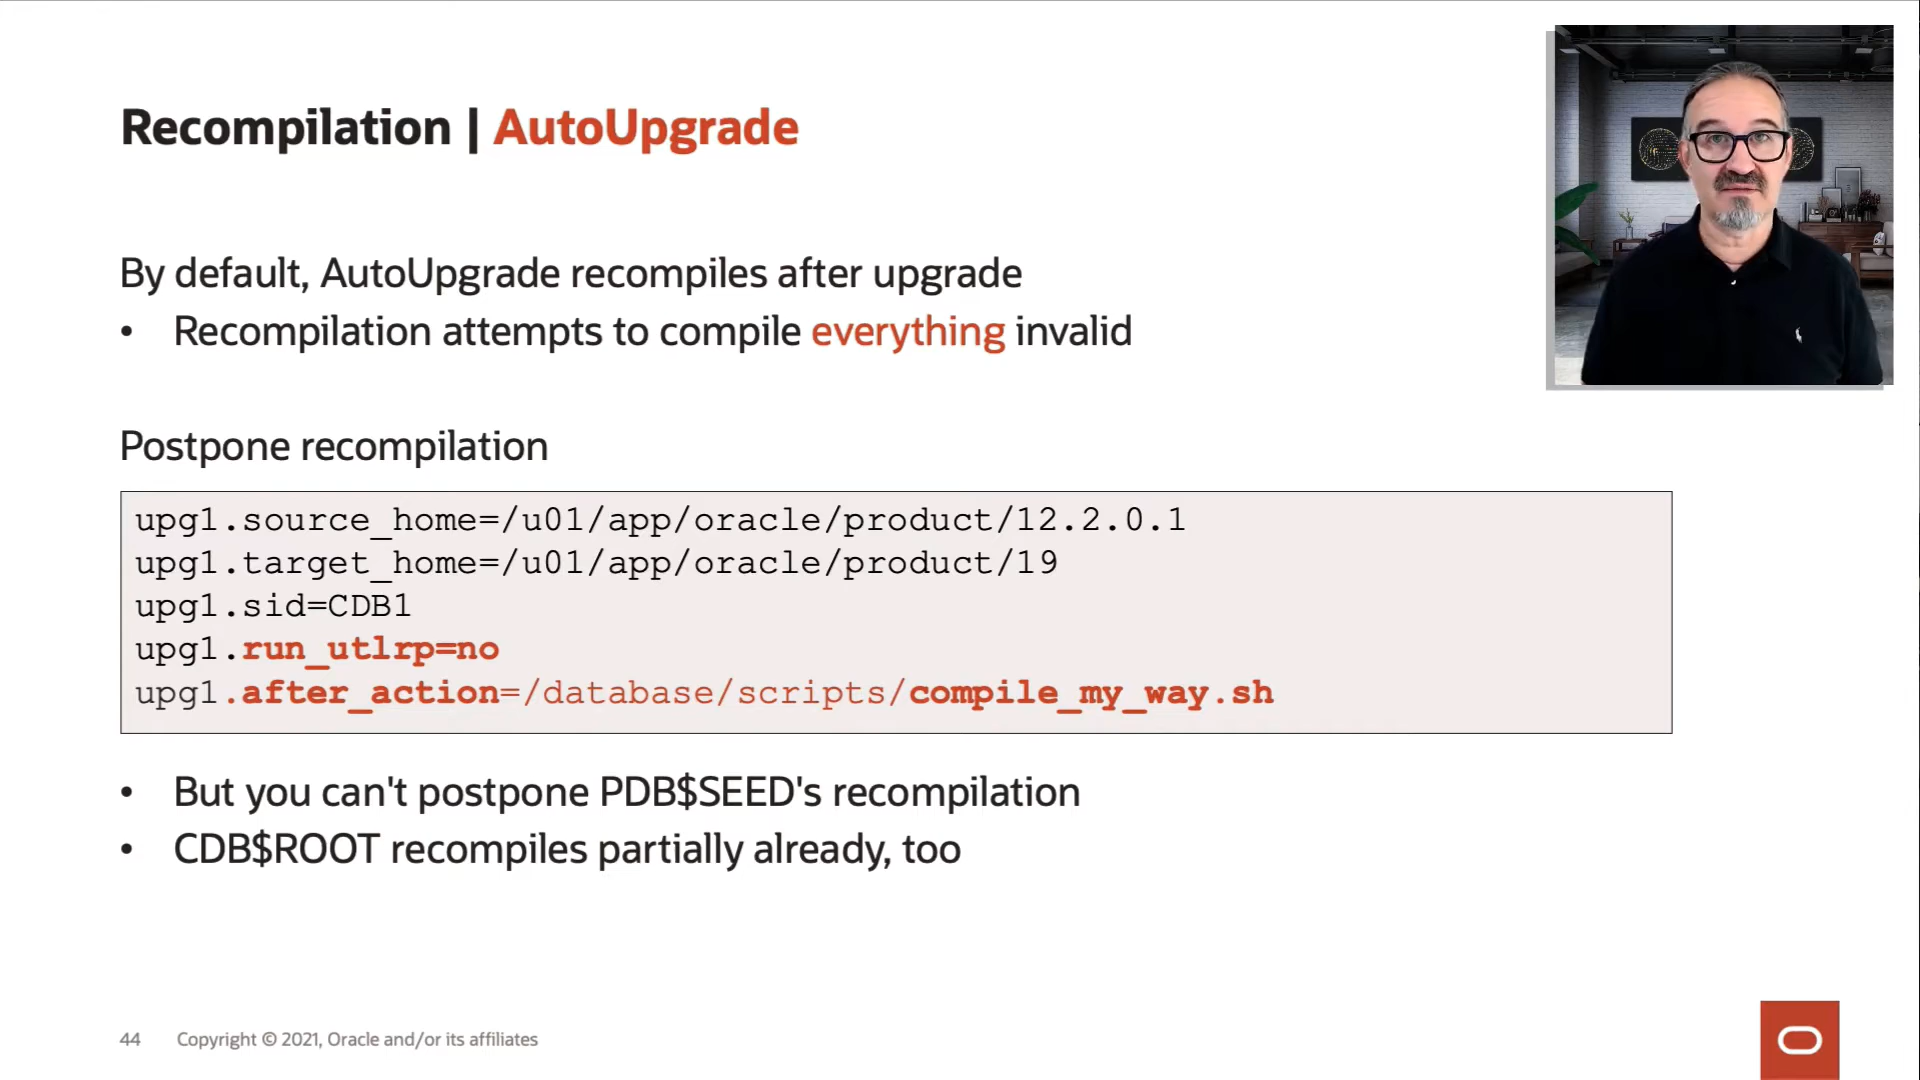 Recompilation | AutoUpgrade
By default, AutoUpgrade recompiles after upgrade
• Recompilation attempts to compile everything invalid
Postpone recompilation
upg1.source_home=/u01/app/oracle/product/12.2.0.1
upg1.target_home=/u01/app/oracle/product/19
upg1.sid=CDB1
upg1.run_utlrp=no
upg1.after_action=/database/scripts/compile_my_way.sh
• But you can't postpone PDB$SEED's recompilation
• CDB$ROOT recompiles partially already, too
44 Copyright © 2021, Oracle and/or its affiliates